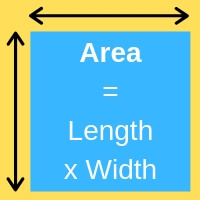 Area
=
Length
x Width